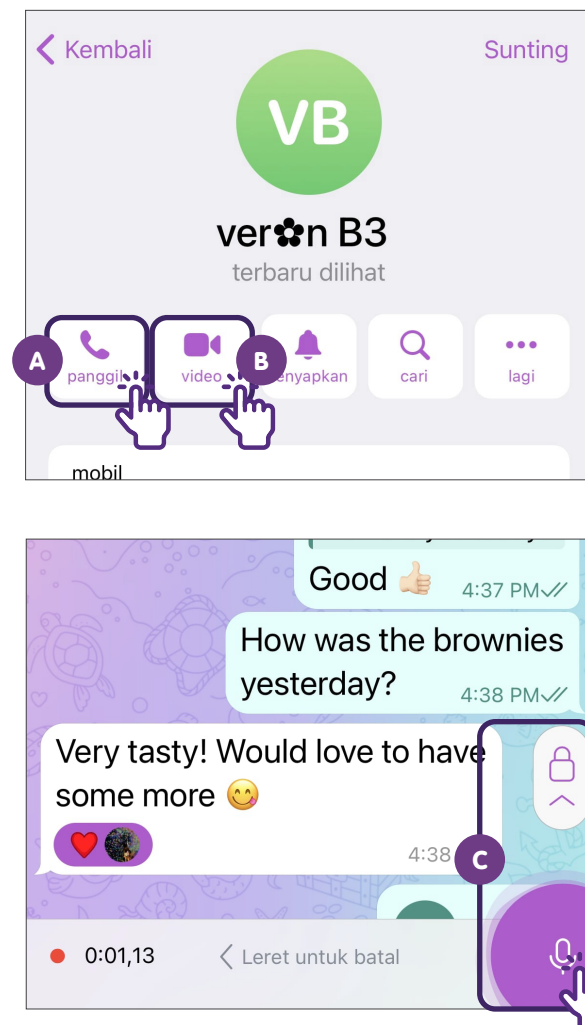 Kembali
Sunting
VB
ver✿n B3
terbaru dilihat
A
panggil
video
B
enyapkan
cari
lagi
mobil
Good 👍🏻 4:37 PM
How was the brownies
yesterday? 4:38 PM
Very tasty! Would love to have
some more 😋
4:38
C
0:01,13
Leret untuk batal